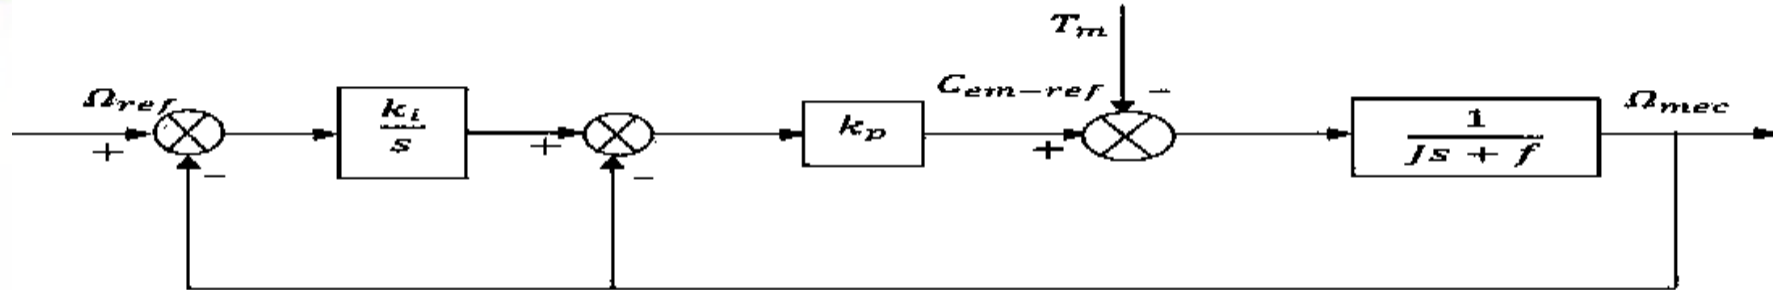 T_m
Ω_ref
+
-
k_i
s
+
-
k_p
C_em-ref
-
+
1
Js + f
Ω_mec